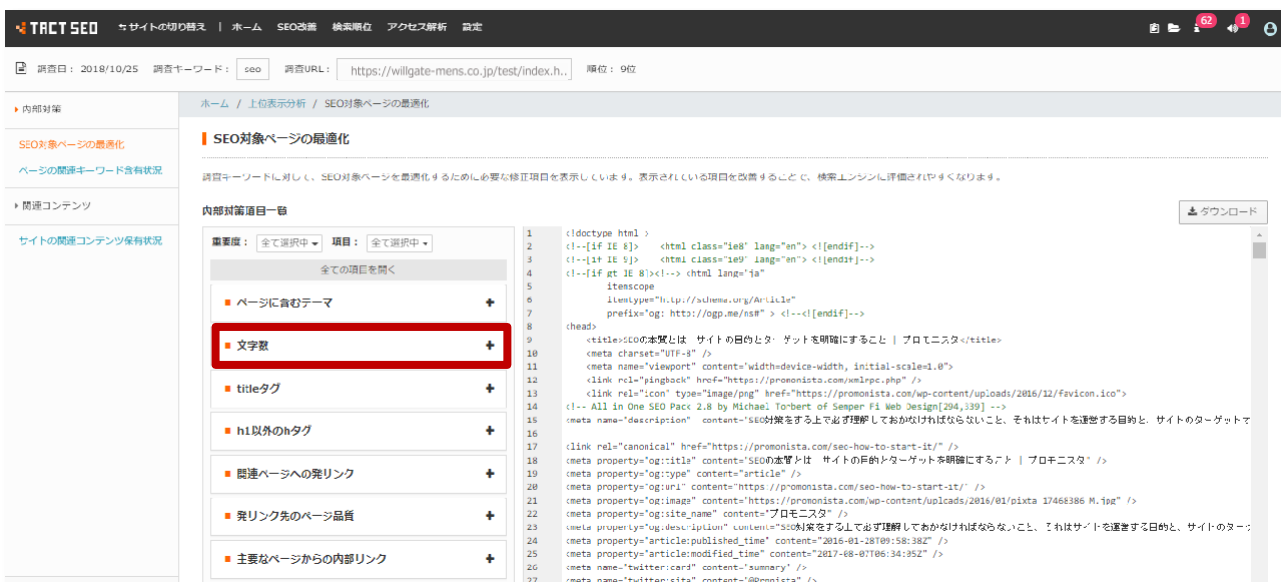 TACT SEO サイトの切り替え | ホーム SEO改善 検索順位 アクセス解析 設定 62 1
調査日: 2018/10/25 調査キーワード: seo 調査URL: https://willgate-mens.co.jp/test/index.h.. 順位: 9位
内部対策
SEO対象ページの最適化
ページの関連キーワード含有状況
関連コンテンツ
サイトの関連コンテンツ保有状況
ホーム / 上位表示分析 / SEO対象ページの最適化
SEO対象ページの最適化
調査キーワードに対して、SEO対象ページを最適化するために必要な修正項目を表示しています。表示されている項目を改善することで、検索エンジンに評価されやすくなります。
内部対策項目一覧
ダウンロード
重要度: 全て選択中 項目: 全て選択中
全ての項目を開く
ページに含むテーマ +
文字数 +
titleタグ +
h1以外のhタグ +
関連ページへの発リンク +
発リンク先のページ品質 +
主要なページからの内部リンク +
1 <!doctype html >
2 <!--[if IE 8]> <html class="ie8" lang="en"> <![endif]-->
3 <!--[if IE 9]> <html class="ie9" lang="en"> <![endif]-->
4 <!--[if gt IE 8]><!--> <html lang="ja"
5 itemscope
6 itemtype="http://schema.org/Article"
7 prefix="og: http://ogp.me/ns#" > <!--<![endif]-->
8 <head>
9 <title>SEOの本質とは サイトの目的とターゲットを明確にすること | プロモニスタ</title>
10 <meta charset="UTF-8" />
11 <meta name="viewport" content="width=device-width, initial-scale=1.0">
12 <link rel="pingback" href="https://promonista.com/xmlrpc.php" />
13 <link rel="icon" type="image/png" href="https://promonista.com/wp-content/uploads/2016/12/favicon.ico">
14 <!-- All in One SEO Pack 2.8 by Michael Torbert of Semper Fi Web Design[294,339] -->
15 <meta name="description" content="SEO対策をする上で必ず理解しておかなければならないこと、それはサイトを運営する目的と、サイトのターゲットで
16
17 <link rel="canonical" href="https://promonista.com/seo-how-to-start-it/" />
18 <meta property="og:title" content="SEOの本質とは サイトの目的とターゲットを明確にすること | プロモニスタ" />
19 <meta property="og:type" content="article" />
20 <meta property="og:url" content="https://promonista.com/seo-how-to-start-it/" />
21 <meta property="og:image" content="https://promonista.com/wp-content/uploads/2016/01/pixta_17468386_M.jpg" />
22 <meta property="og:site_name" content="プロモニスタ" />
23 <meta property="og:description" content="SEO対策をする上で必ず理解しておかなければならないこと、それはサイトを運営する目的と、サイトのター
24 <meta property="article:published_time" content="2016-01-28T09:58:38Z" />
25 <meta property="article:modified_time" content="2017-08-07T06:34:35Z" />
26 <meta name="twitter:card" content="summary" />
27 <meta name="twitter:site" content="@Promista" />